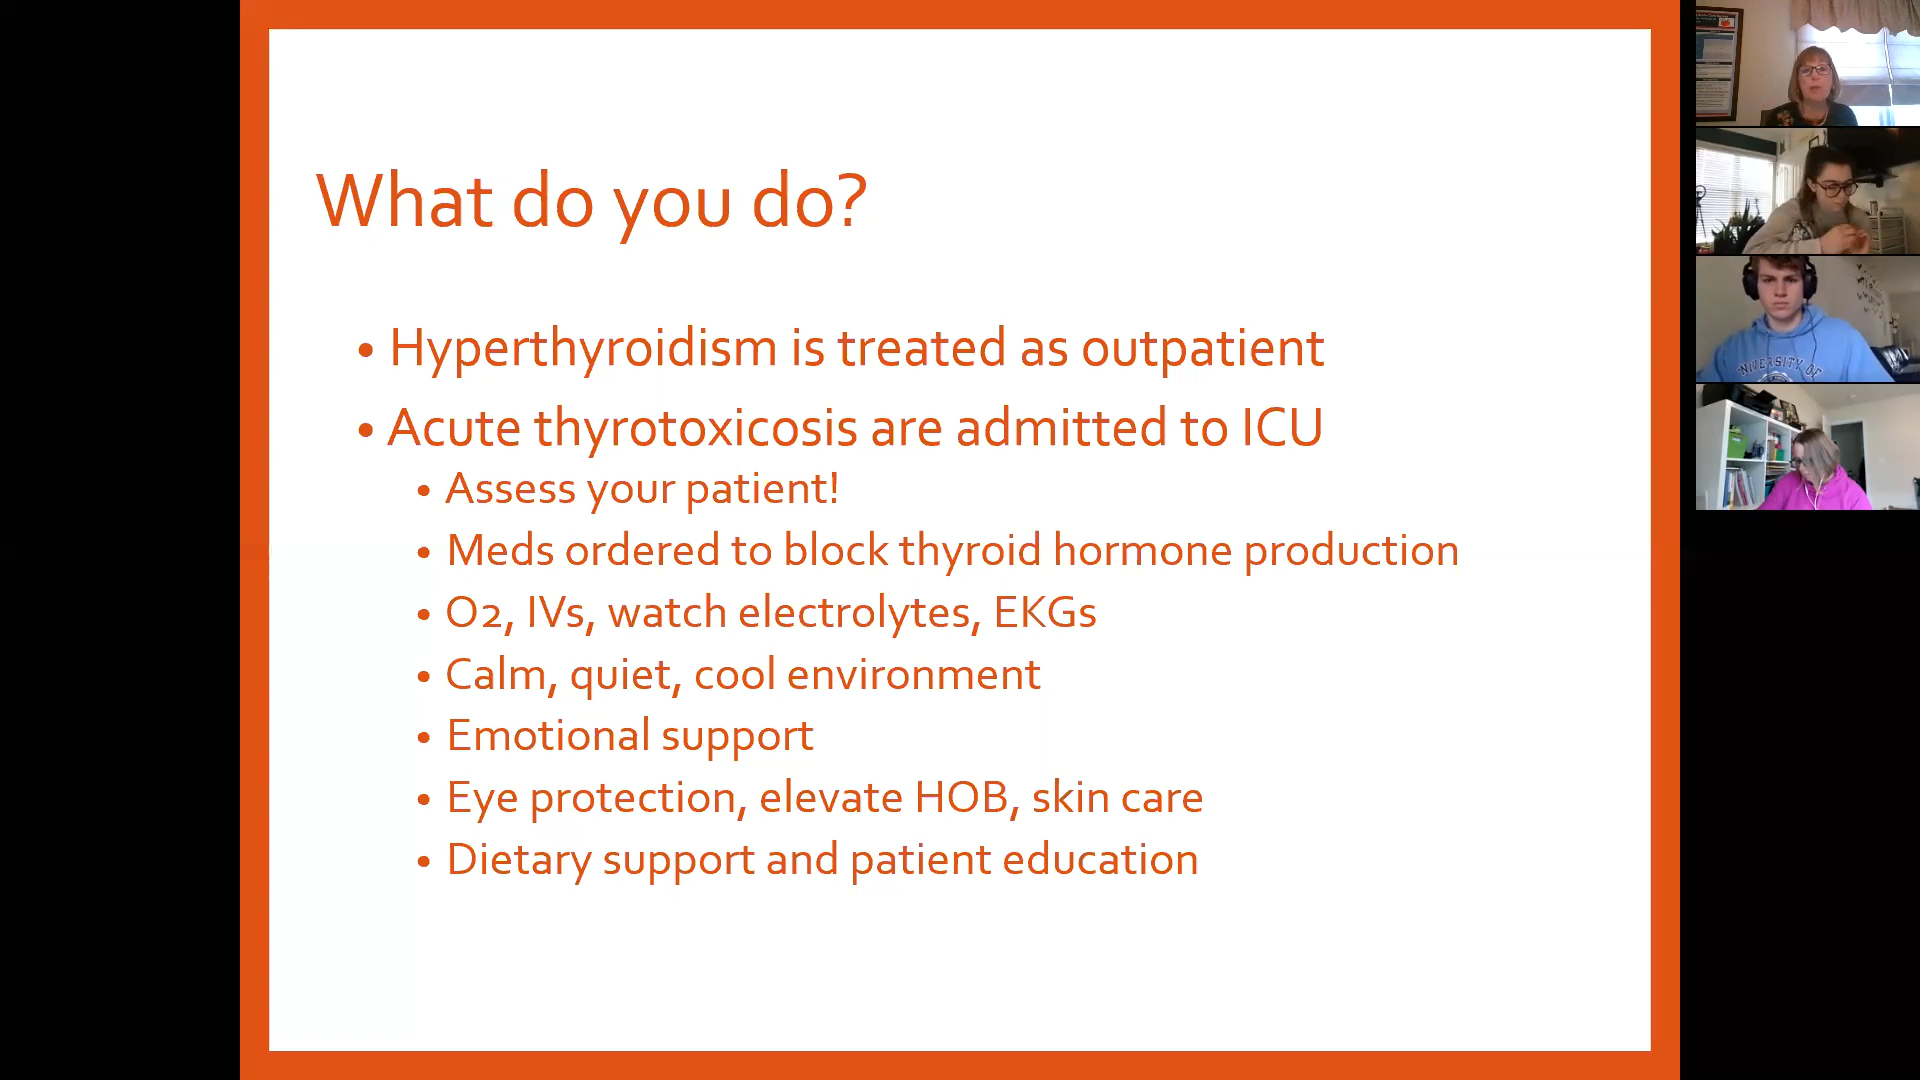 What do you do?
• Hyperthyroidism is treated as outpatient
• Acute thyrotoxicosis are admitted to ICU
• Assess your patient!
• Meds ordered to block thyroid hormone production
• O2, IVs, watch electrolytes, EKGs
• Calm, quiet, cool environment
• Emotional support
• Eye protection, elevate HOB, skin care
• Dietary support and patient education
UNIVERSITY OF